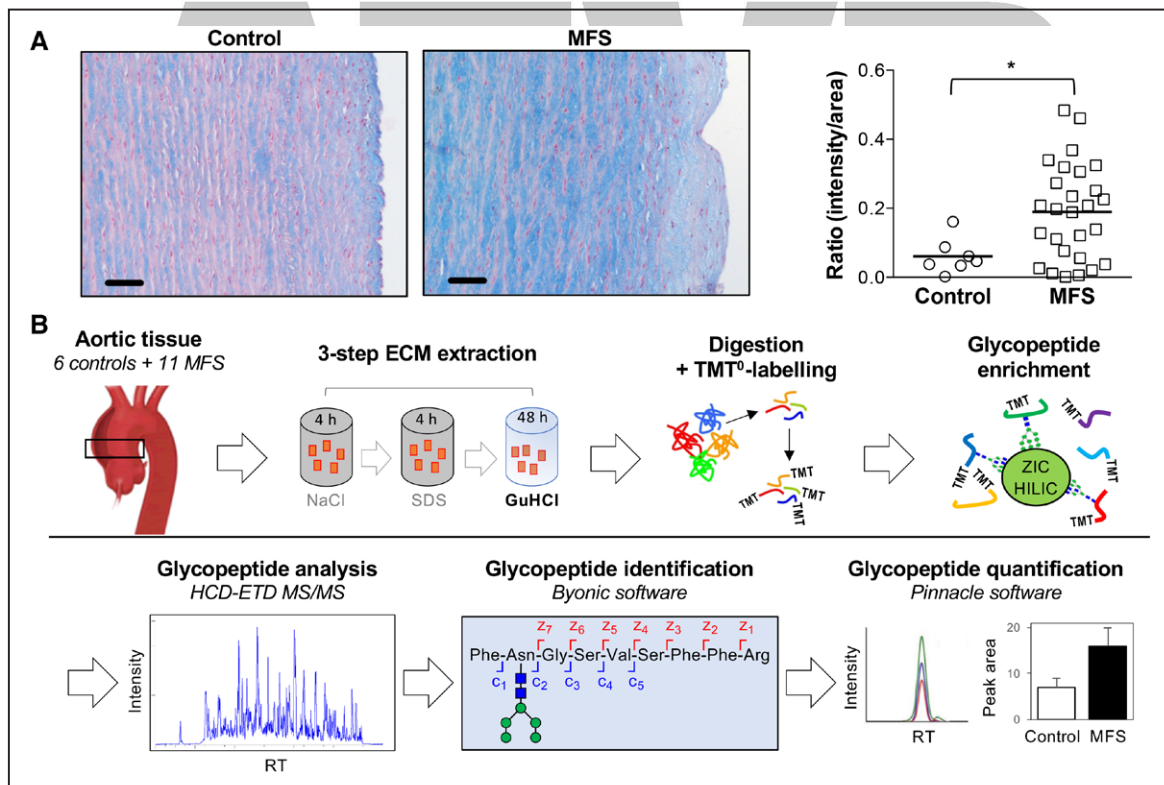 A
Control
MFS
*
Ratio (intensity/area)
0.6
0.4
0.2
0.0
Control
MFS
B
Aortic tissue
6 controls + 11 MFS
3-step ECM extraction
4 h
4 h
48 h
NaCl
SDS
GuHCl
Digestion
+ TMT⁰-labelling
TMT
TMT
TMT
TMT
Glycopeptide
enrichment
TMT
TMT
TMT
TMT
TMT
TMT
ZIC
HILIC
Glycopeptide analysis
HCD-ETD MS/MS
Intensity
RT
Glycopeptide identification
Byonic software
Z₇ Z₆ Z₅ Z₄ Z₃ Z₂ Z₁
Phe-Asn-Gly-Ser-Val-Ser-Phe-Phe-Arg
C₁ C₂ C₃ C₄ C₅
Glycopeptide quantification
Pinnacle software
Intensity
RT
Peak area
20
10
0
Control MFS